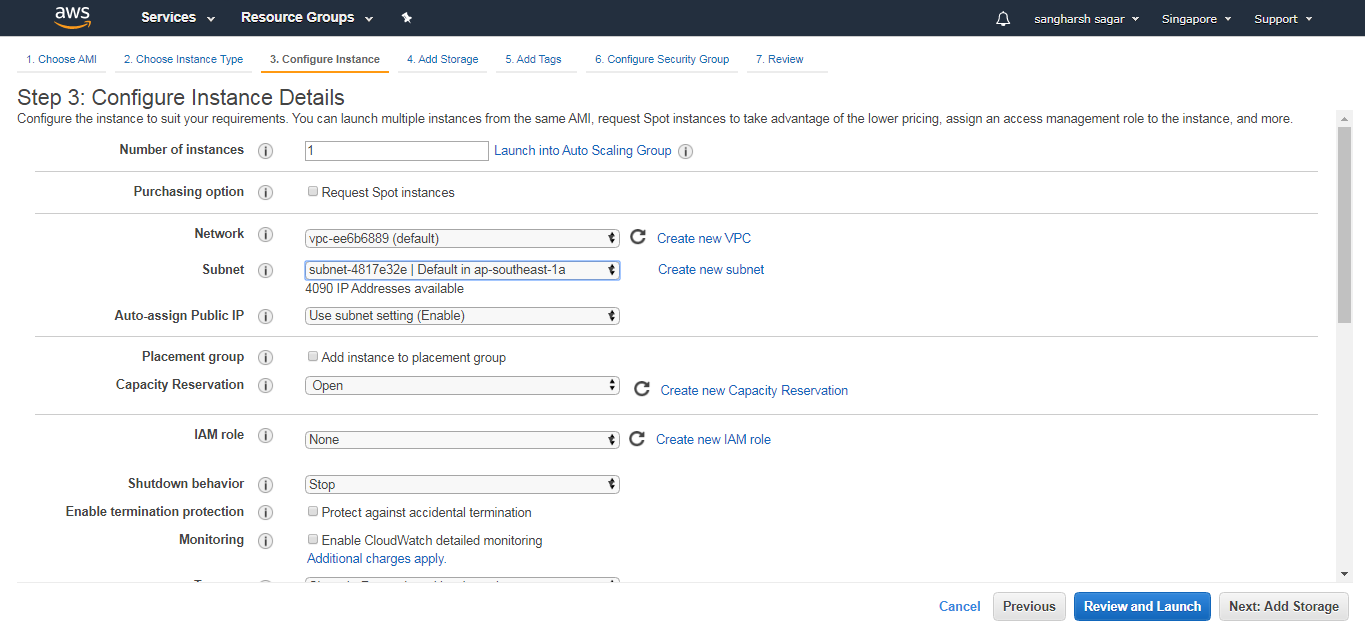 aws Services Resource Groups sangharsh sagar Singapore Support
1. Choose AMI 2. Choose Instance Type 3. Configure Instance 4. Add Storage 5. Add Tags 6. Configure Security Group 7. Review
Step 3: Configure Instance Details
Configure the instance to suit your requirements. You can launch multiple instances from the same AMI, request Spot instances to take advantage of the lower pricing, assign an access management role to the instance, and more.
Number of instances 1 Launch into Auto Scaling Group
Purchasing option Request Spot instances
Network vpc-ee6b6889 (default) Create new VPC
Subnet subnet-4817e32e | Default in ap-southeast-1a Create new subnet
4090 IP Addresses available
Auto-assign Public IP Use subnet setting (Enable)
Placement group Add instance to placement group
Capacity Reservation Open Create new Capacity Reservation
IAM role None Create new IAM role
Shutdown behavior Stop
Enable termination protection Protect against accidental termination
Monitoring Enable CloudWatch detailed monitoring
Additional charges apply.
Cancel Previous Review and Launch Next: Add Storage